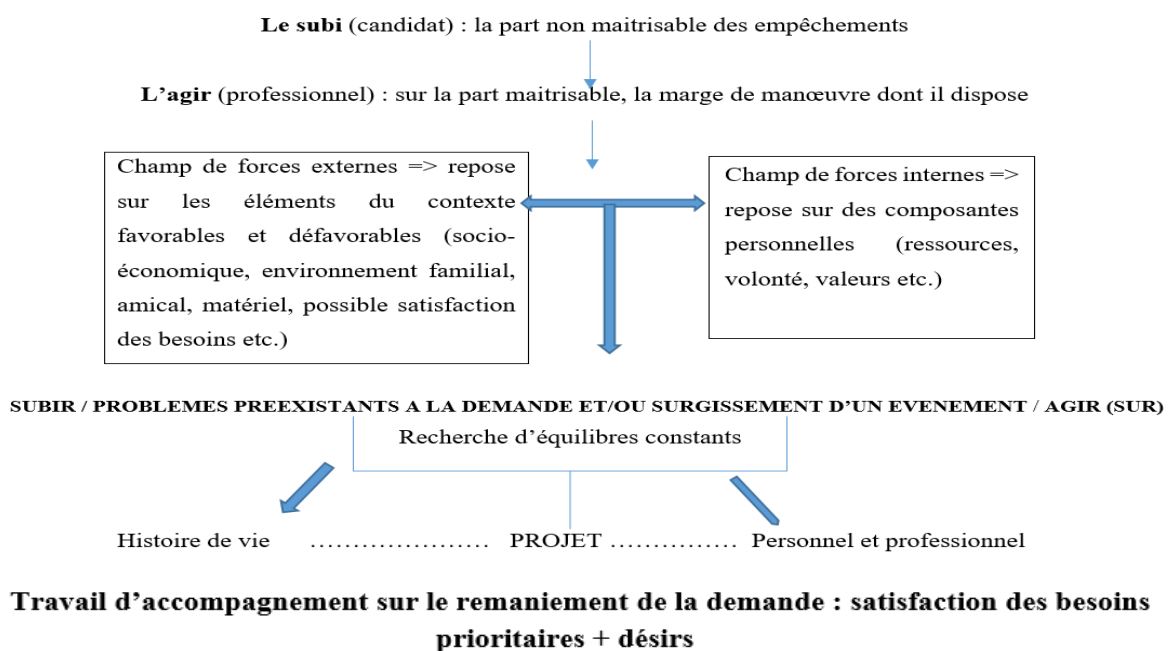 Le subi (candidat) : la part non maitrisable des empêchements
L’agir (professionnel) : sur la part maitrisable, la marge de manœuvre dont il dispose
Champ de forces externes => repose
sur les éléments du contexte
favorables et défavorables (socio-
économique, environnement familial,
amical, matériel, possible satisfaction
des besoins etc.)
Champ de forces internes =>
repose sur des composantes
personnelles (ressources,
volonté, valeurs etc.)
SUBIR / PROBLEMES PREEXISTANTS A LA DEMANDE ET/OU SURGISSEMENT D’UN EVENEMENT / AGIR (SUR)
Recherche d’équilibres constants
Histoire de vie ………………… PROJET …………… Personnel et professionnel
Travail d’accompagnement sur le remaniement de la demande : satisfaction des besoins
prioritaires + désirs